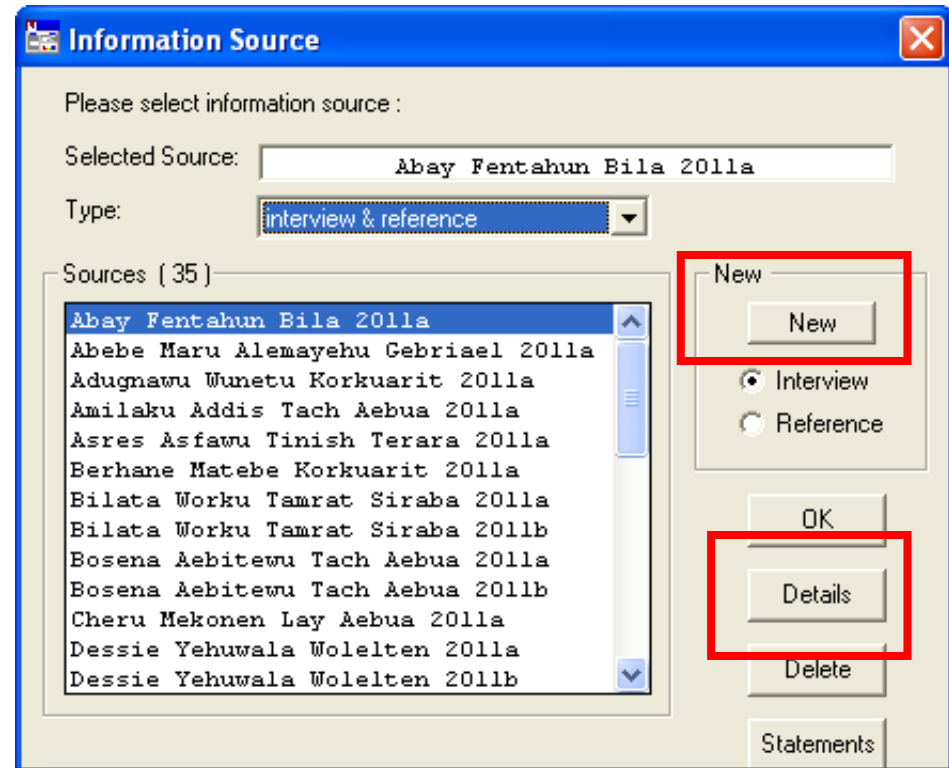 Information Source
Please select information source :
Selected Source: Abay Fentahun Bila 2011a
Type: interview & reference
Sources ( 35 )
Abay Fentahun Bila 2011a
Abebe Maru Alemayehu Gebriael 2011a
Adugnawu Wunetu Korkuarit 2011a
Amilaku Addis Tach Aebua 2011a
Asres Asfawu Tinish Terara 2011a
Berhane Matebe Korkuarit 2011a
Bilata Worku Tamrat Siraba 2011a
Bilata Worku Tamrat Siraba 2011b
Bosena Aebitewu Tach Aebua 2011a
Bosena Aebitewu Tach Aebua 2011b
Cheru Mekonen Lay Aebua 2011a
Dessie Yehuwala Wolelten 2011a
Dessie Yehuwala Wolelten 2011b
New
New
Interview
Reference
OK
Details
Delete
Statements